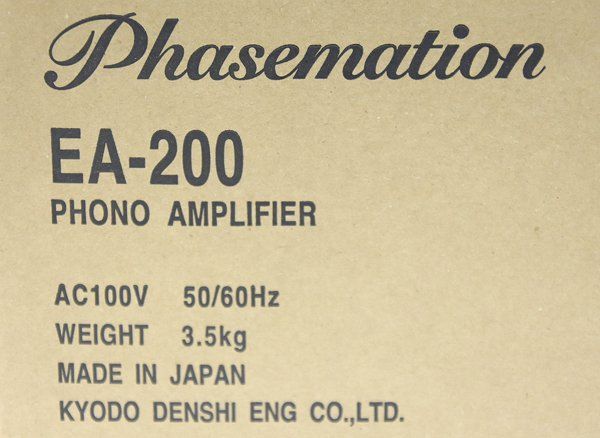 Phasemation
EA-200
PHONO AMPLIFIER
AC100V 50/60Hz
WEIGHT 3.5kg
MADE IN JAPAN
KYODO DENSHI ENG CO.,LTD.